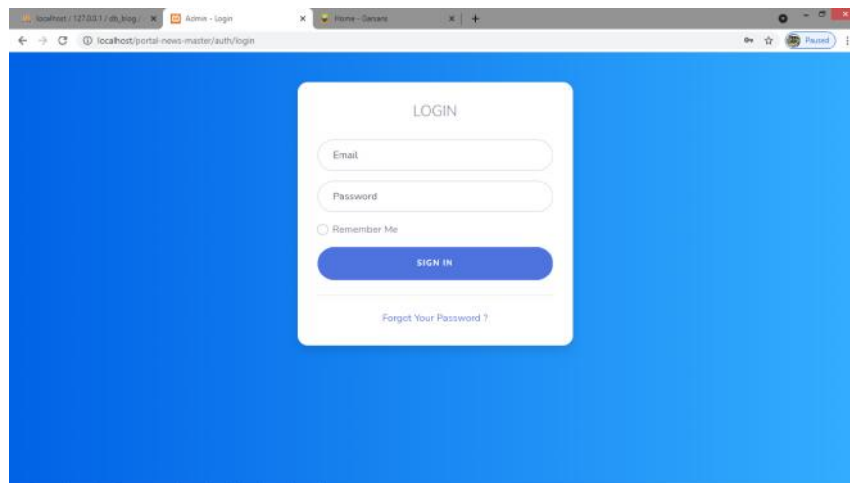 localhost / 127.0.0.1 / db_blog /
Admin - Login
Home - Garsans
localhost/portal-news-master/auth/login
Paused
LOGIN
Email
Password
Remember Me
SIGN IN
Forgot Your Password ?